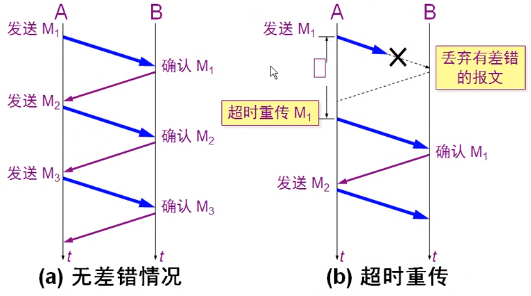 A
B
发送 M1
确认 M1
发送 M2
确认 M2
发送 M3
确认 M3
t
t
(a) 无差错情况
A
B
发送 M1
丢弃有差错
的报文
超时重传 M1
确认 M1
发送 M2
t
t
(b) 超时重传